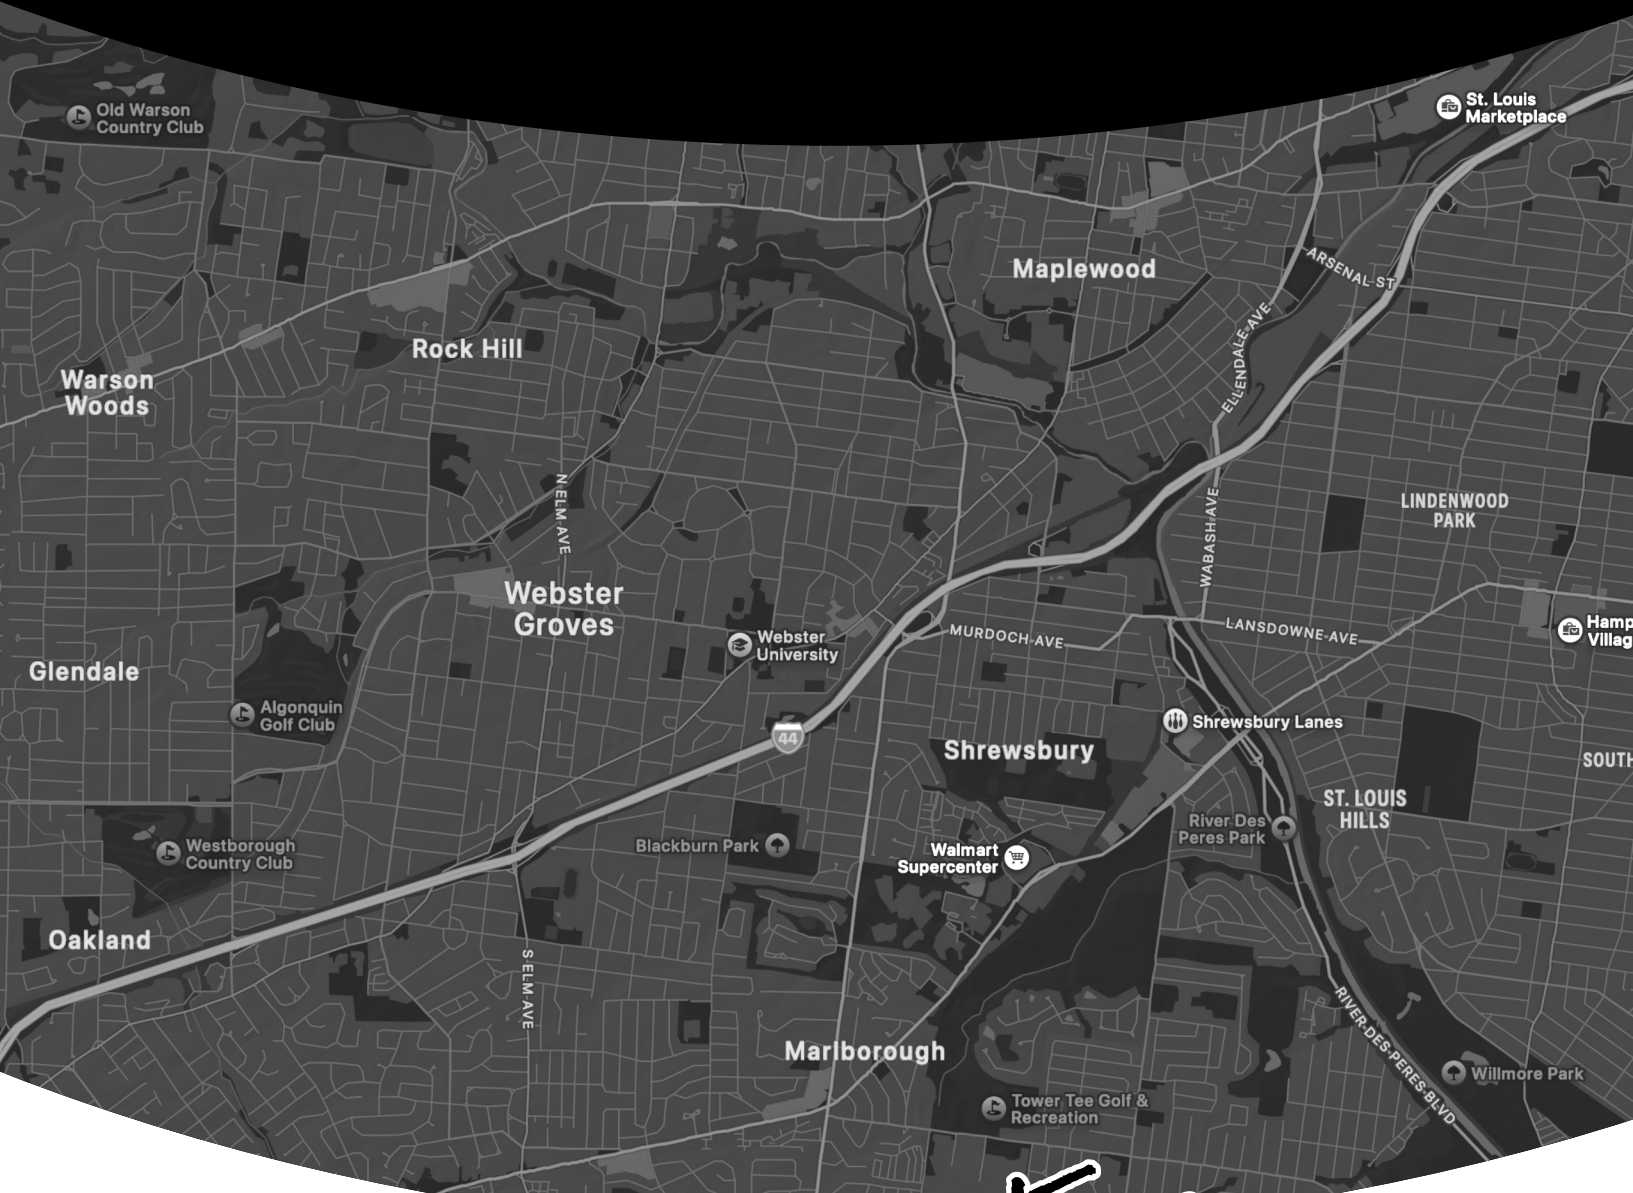 St. Louis
Marketplace
Old Warson
Country Club
ARSENAL ST
Maplewood
ELLENDALE AVE
Rock Hill
Warson
Woods
N ELM AVE
WABASH AVE
LINDENWOOD
PARK
Webster
Groves
Hamp
Villag
MURDOCH AVE
LANSDOWNE AVE
Webster
University
Glendale
Algonquin
Golf Club
44
Shrewsbury Lanes
Shrewsbury
SOUTH
ST. LOUIS
HILLS
River Des
Peres Park
Westborough
Country Club
Blackburn Park
Walmart
Supercenter
Oakland
S ELM AVE
RIVER DES PERES BLVD
Marlborough
Willmore Park
Tower Tee Golf &
Recreation